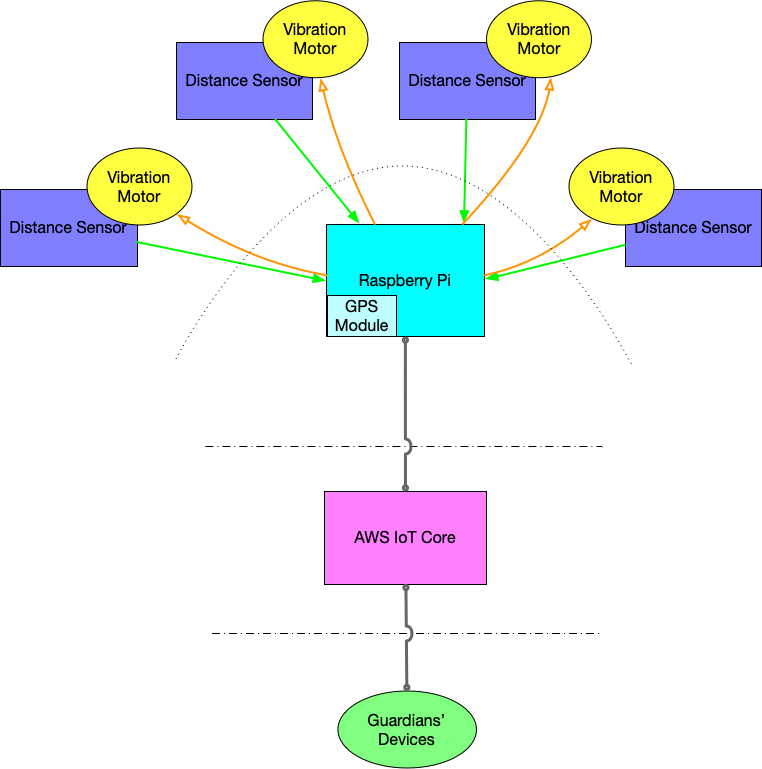 Vibration
Motor
Distance Sensor
Vibration
Motor
Distance Sensor
Vibration
Motor
Distance Sensor
Vibration
Motor
Distance Sensor
Raspberry Pi
GPS
Module
AWS IoT Core
Guardians’
Devices